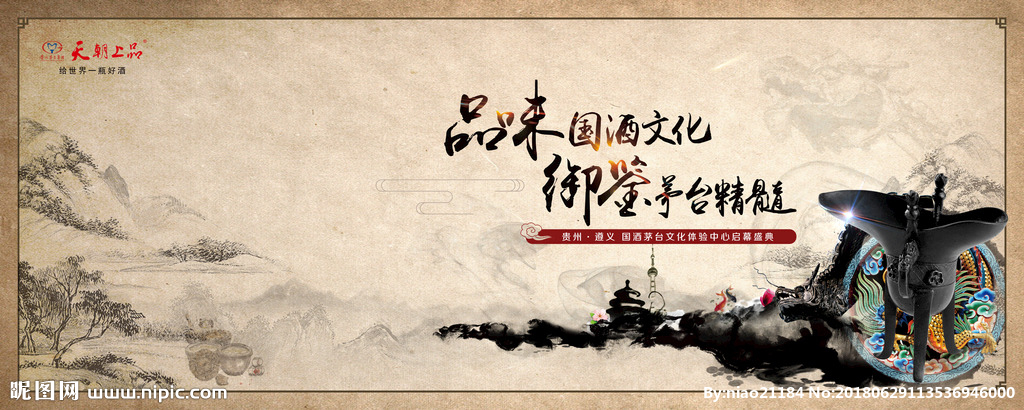 天朝上品
给世界一瓶好酒
品味国酒文化
御鉴茅台精髓
贵州·遵义 国酒茅台文化体验中心启幕盛典
昵图网 www.nipic.com
By:niao21184 No:20180629113536946000